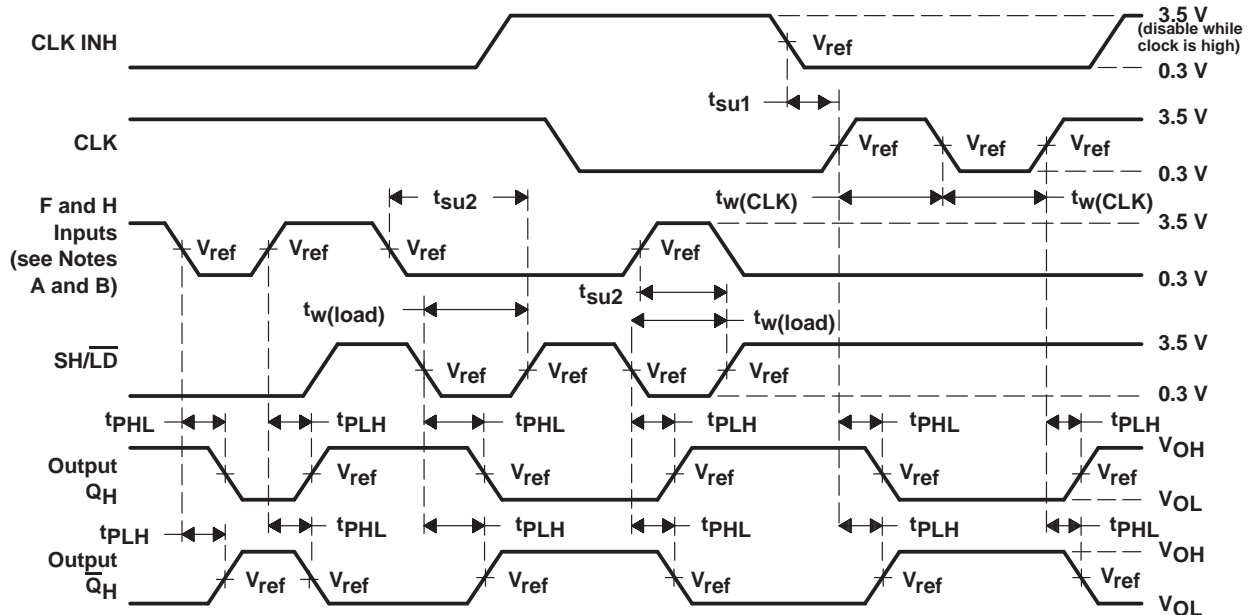 3.5 V
(disable while
clock is high)
CLK INH
Vref
0.3 V
tsu1
3.5 V
CLK
Vref
Vref
Vref
0.3 V
F and H
Inputs
(see Notes
A and B)
tsu2
tw(CLK)
tw(CLK)
3.5 V
Vref
Vref
Vref
Vref
0.3 V
tsu2
tw(load)
tw(load)
3.5 V
SH/L̅D̅
Vref
Vref
Vref
Vref
0.3 V
tPHL
tPLH
tPHL
tPLH
tPHL
tPLH
VOH
Output
QH
Vref
Vref
Vref
Vref
Vref
Vref
VOL
tPLH
tPHL
tPLH
tPHL
tPLH
tPHL
VOH
Output
Q̅H
Vref
Vref
Vref
Vref
Vref
Vref
VOL